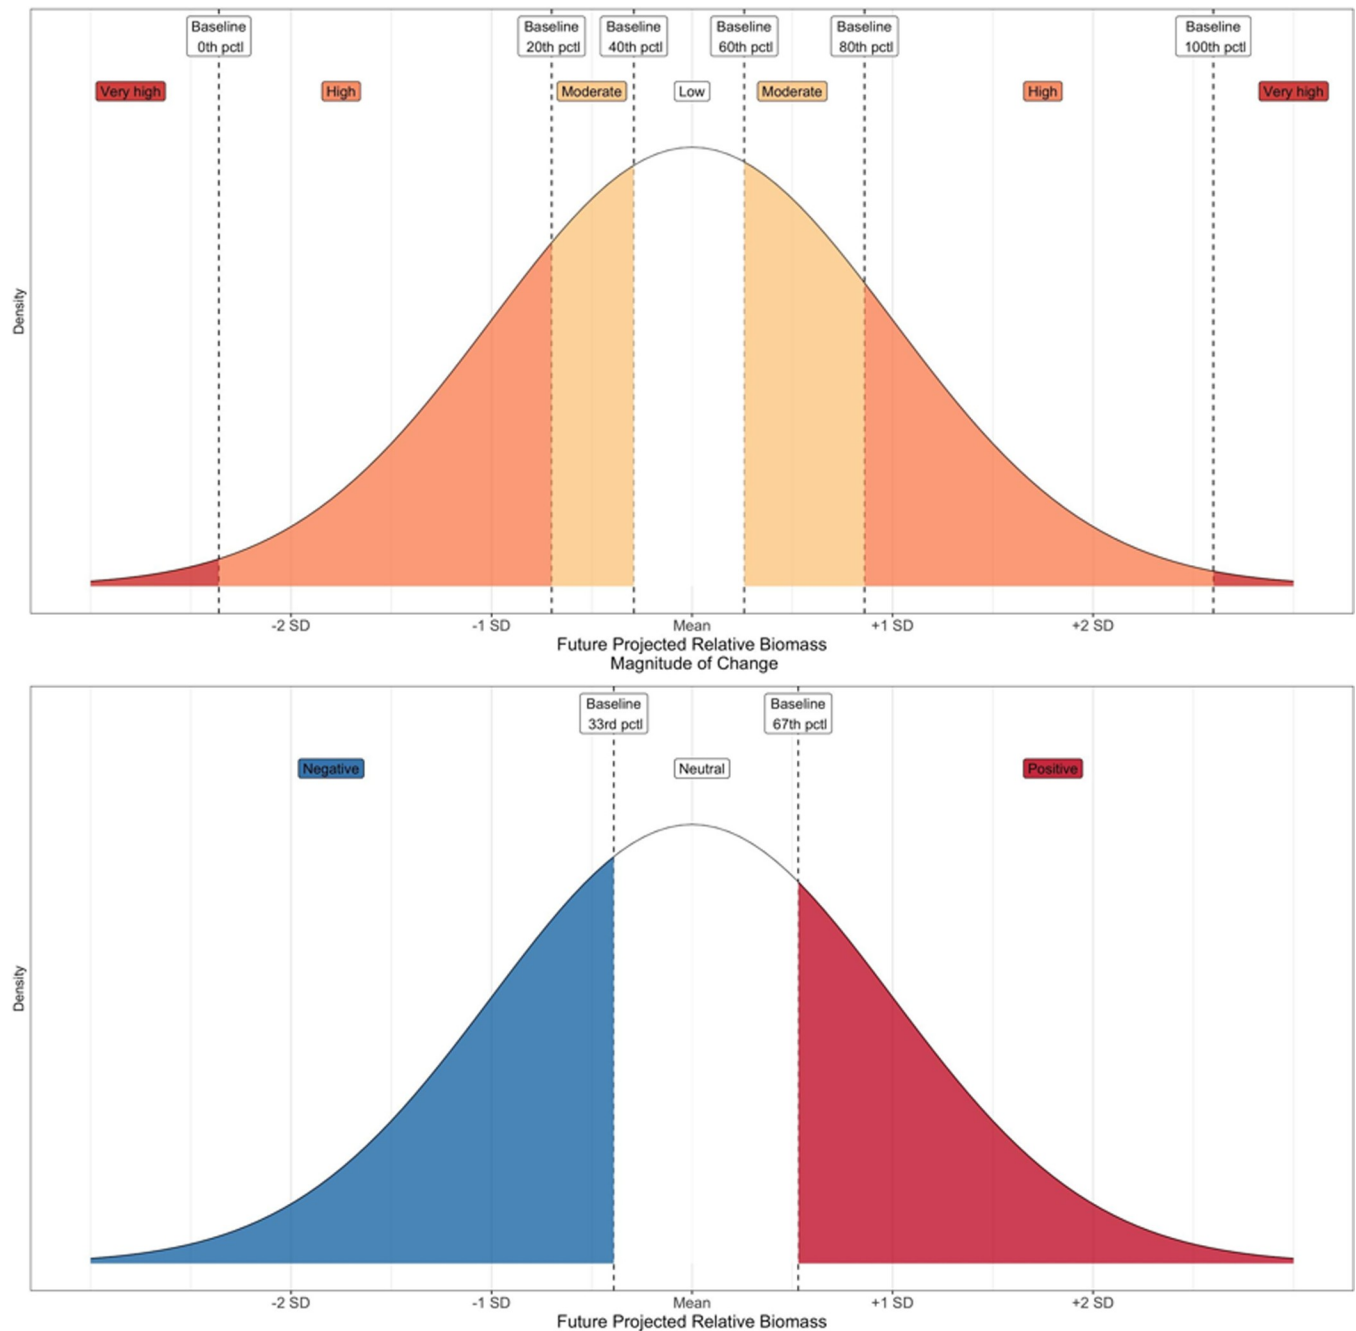 Baseline Baseline Baseline Baseline Baseline Baseline
0th pctl 20th pctl 40th pctl 60th pctl 80th pctl 100th pctl
Very high High Moderate Low Moderate High Very high
Density
-2 SD -1 SD Mean +1 SD +2 SD
Future Projected Relative Biomass
Magnitude of Change
Baseline Baseline
33rd pctl 67th pctl
Negative Neutral Positive
Density
-2 SD -1 SD Mean +1 SD +2 SD
Future Projected Relative Biomass